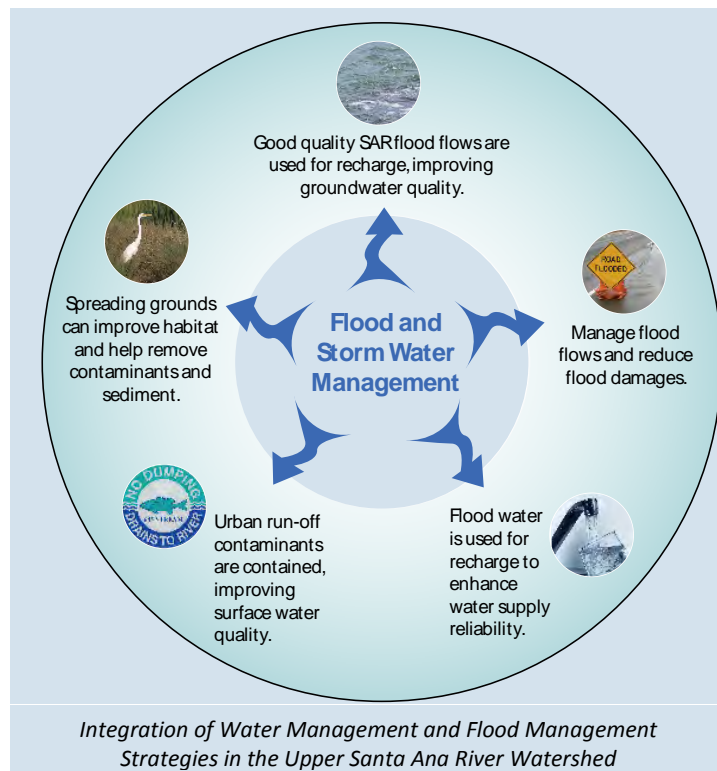 Good quality SAR flood flows are
used for recharge, improving
groundwater quality.
ROAD
FLOODED
Spreading grounds
can improve habitat
and help remove
contaminants and
sediment.
Flood and
Storm Water
Management
Manage flood
flows and reduce
flood damages.
NO DUMPING
DRAINS TO RIVER
Urban run-off
contaminants
are contained,
improving
surface water
quality.
Flood water
is used for
recharge to
enhance
water supply
reliability.
Integration of Water Management and Flood Management
Strategies in the Upper Santa Ana River Watershed